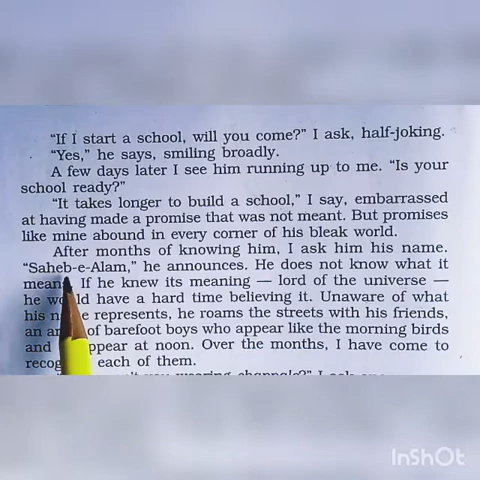 "If I start a school, will you come?" I ask, half-joking.
"Yes," he says, smiling broadly.
A few days later I see him running up to me. "Is your
school ready?"
"It takes longer to build a school," I say, embarrassed
at having made a promise that was not meant. But promises
like mine abound in every corner of his bleak world.
After months of knowing him, I ask him his name.
"Saheb-e-Alam," he announces. He does not know what it
means. If he knew its meaning — lord of the universe —
he would have a hard time believing it. Unaware of what
his represents, he roams the streets with his friends,
an of barefoot boys who appear like the morning birds
and at noon. Over the months, I have come to
each of them.
InShOt